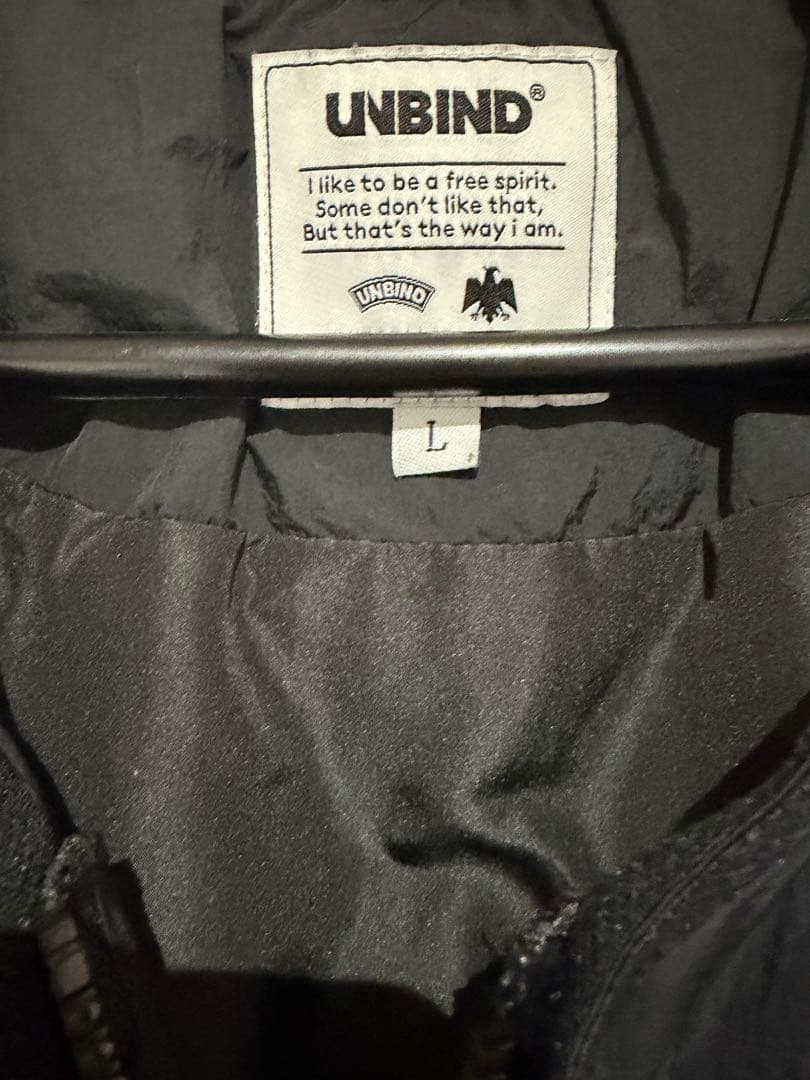 UNBIND®
I like to be a free spirit.
Some don't like that,
But that's the way i am.
UNBIND
L